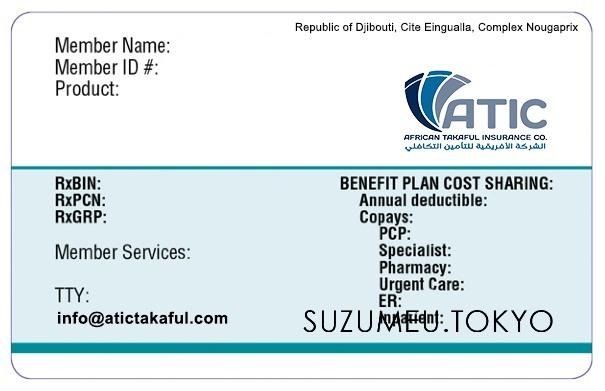 Republic of Djibouti, Cite Eingualla, Complex Nougaprix
Member Name:
Member ID #:
Product:
ATIC
AFRICAN TAKAFUL INSURANCE CO.
الشركة الأفريقية للتأمين التكافلي
RxBIN:
RxPCN:
RxGRP:
Member Services:
TTY:
info@atictakaful.com
BENEFIT PLAN COST SHARING:
Annual deductible:
Copays:
PCP:
Specialist:
Pharmacy:
Urgent Care:
ER:
Inpatient:
SUZUMEU.TOKYO